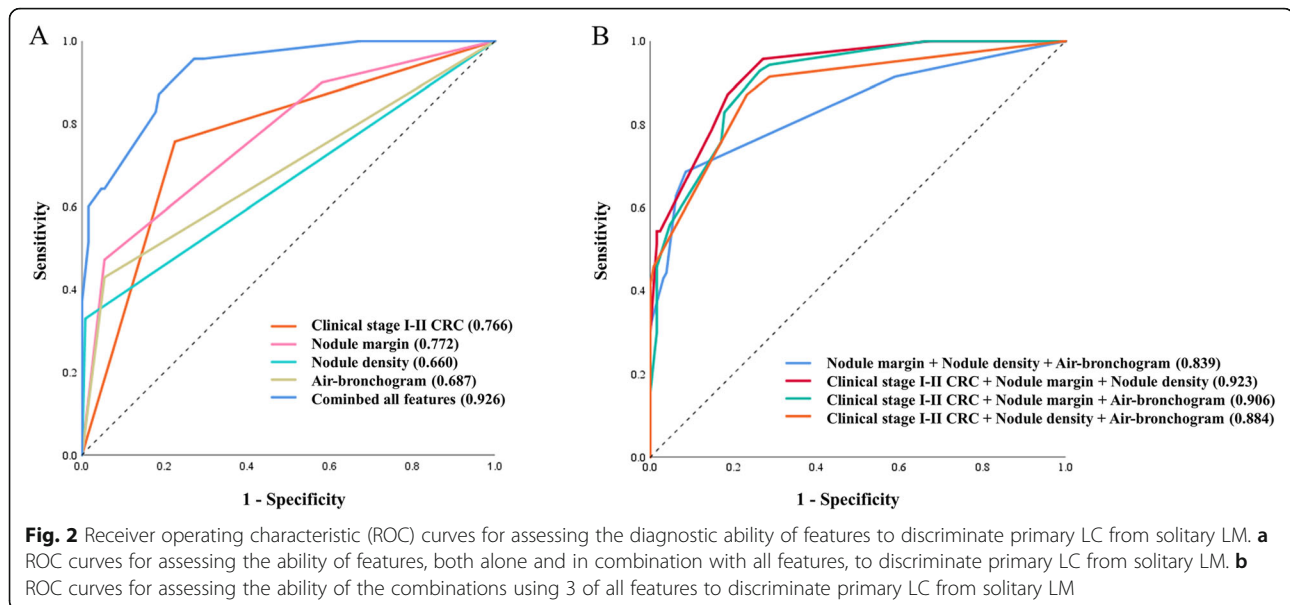 A
B
1.0
0.8
0.6
0.4
0.2
0.0
Sensitivity
0.0 0.2 0.4 0.6 0.8 1.0
1 - Specificity
Clinical stage I-II CRC (0.766)
Nodule margin (0.772)
Nodule density (0.660)
Air-bronchogram (0.687)
Cominbed all features (0.926)
1.0
0.8
0.6
0.4
0.2
0.0
Sensitivity
0.0 0.2 0.4 0.6 0.8 1.0
1 - Specificity
Nodule margin + Nodule density + Air-bronchogram (0.839)
Clinical stage I-II CRC + Nodule margin + Nodule density (0.923)
Clinical stage I-II CRC + Nodule margin + Air-bronchogram (0.906)
Clinical stage I-II CRC + Nodule density + Air-bronchogram (0.884)
Fig. 2 Receiver operating characteristic (ROC) curves for assessing the diagnostic ability of features to discriminate primary LC from solitary LM. a
ROC curves for assessing the ability of features, both alone and in combination with all features, to discriminate primary LC from solitary LM. b
ROC curves for assessing the ability of the combinations using 3 of all features to discriminate primary LC from solitary LM